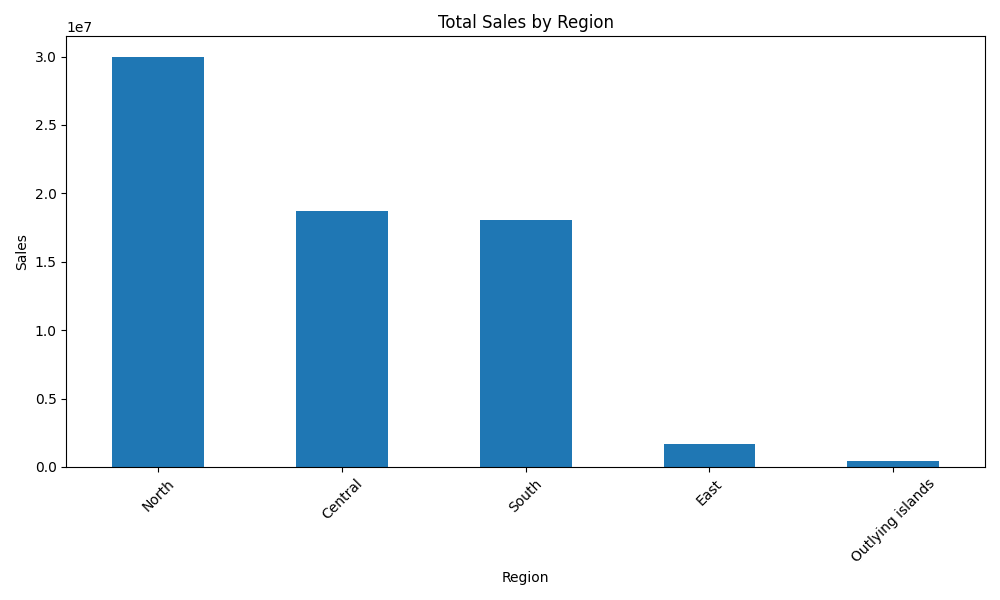 Total Sales by Region
1e7
3.0
2.5
2.0
1.5
1.0
0.5
0.0
Sales
North
Central
South
East
Outlying islands
Region